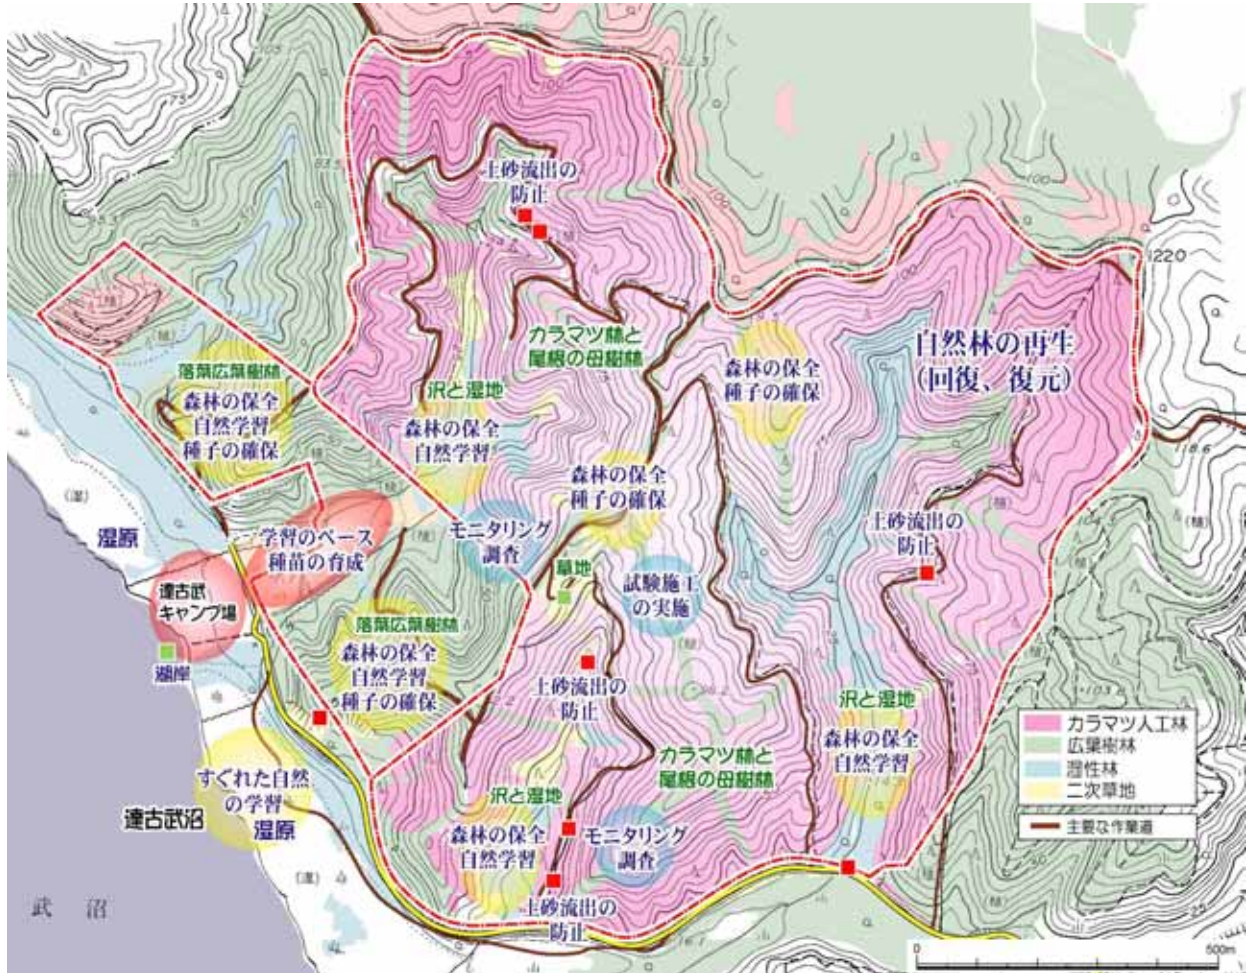 105
100
100
100
75
83.5
1220
土砂流出の
防止
カラマツ林と
尾根の母樹林
自然林の再生
(回復、復元)
森林の保全
種子の確保
落葉広葉樹林
森林の保全
自然学習
種子の確保
沢と湿地
森林の保全
自然学習
118.6
森林の保全
種子の確保
(湿)
湿原
学習のベース
種苗の育成
モニタリング
調査
土砂流出の
防止
草地
試験施工
の実施
達古武
キャンプ場
湖岸
落葉広葉樹林
森林の保全
自然学習
種子の確保
土砂流出の
防止
沢と湿地
森林の保全
自然学習
カラマツ人工林
広葉樹林
湿性林
二次草地
主要な作業道
すぐれた自然
の学習
湿原
達古武沼
カラマツ林と
尾根の母樹林
沢と湿地
森林の保全
自然学習
モニタリング
調査
土砂流出の
防止
(湿)
武 沼
0
500m